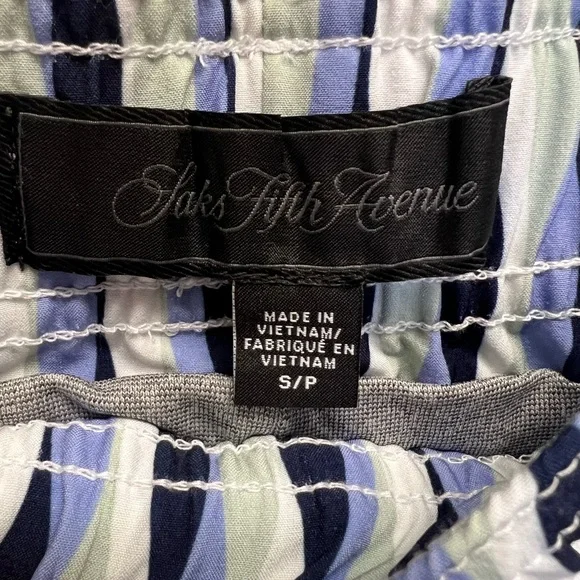 Saks Fifth Avenue
MADE IN
VIETNAM/
FABRIQUÉ EN
VIETNAM
S/P